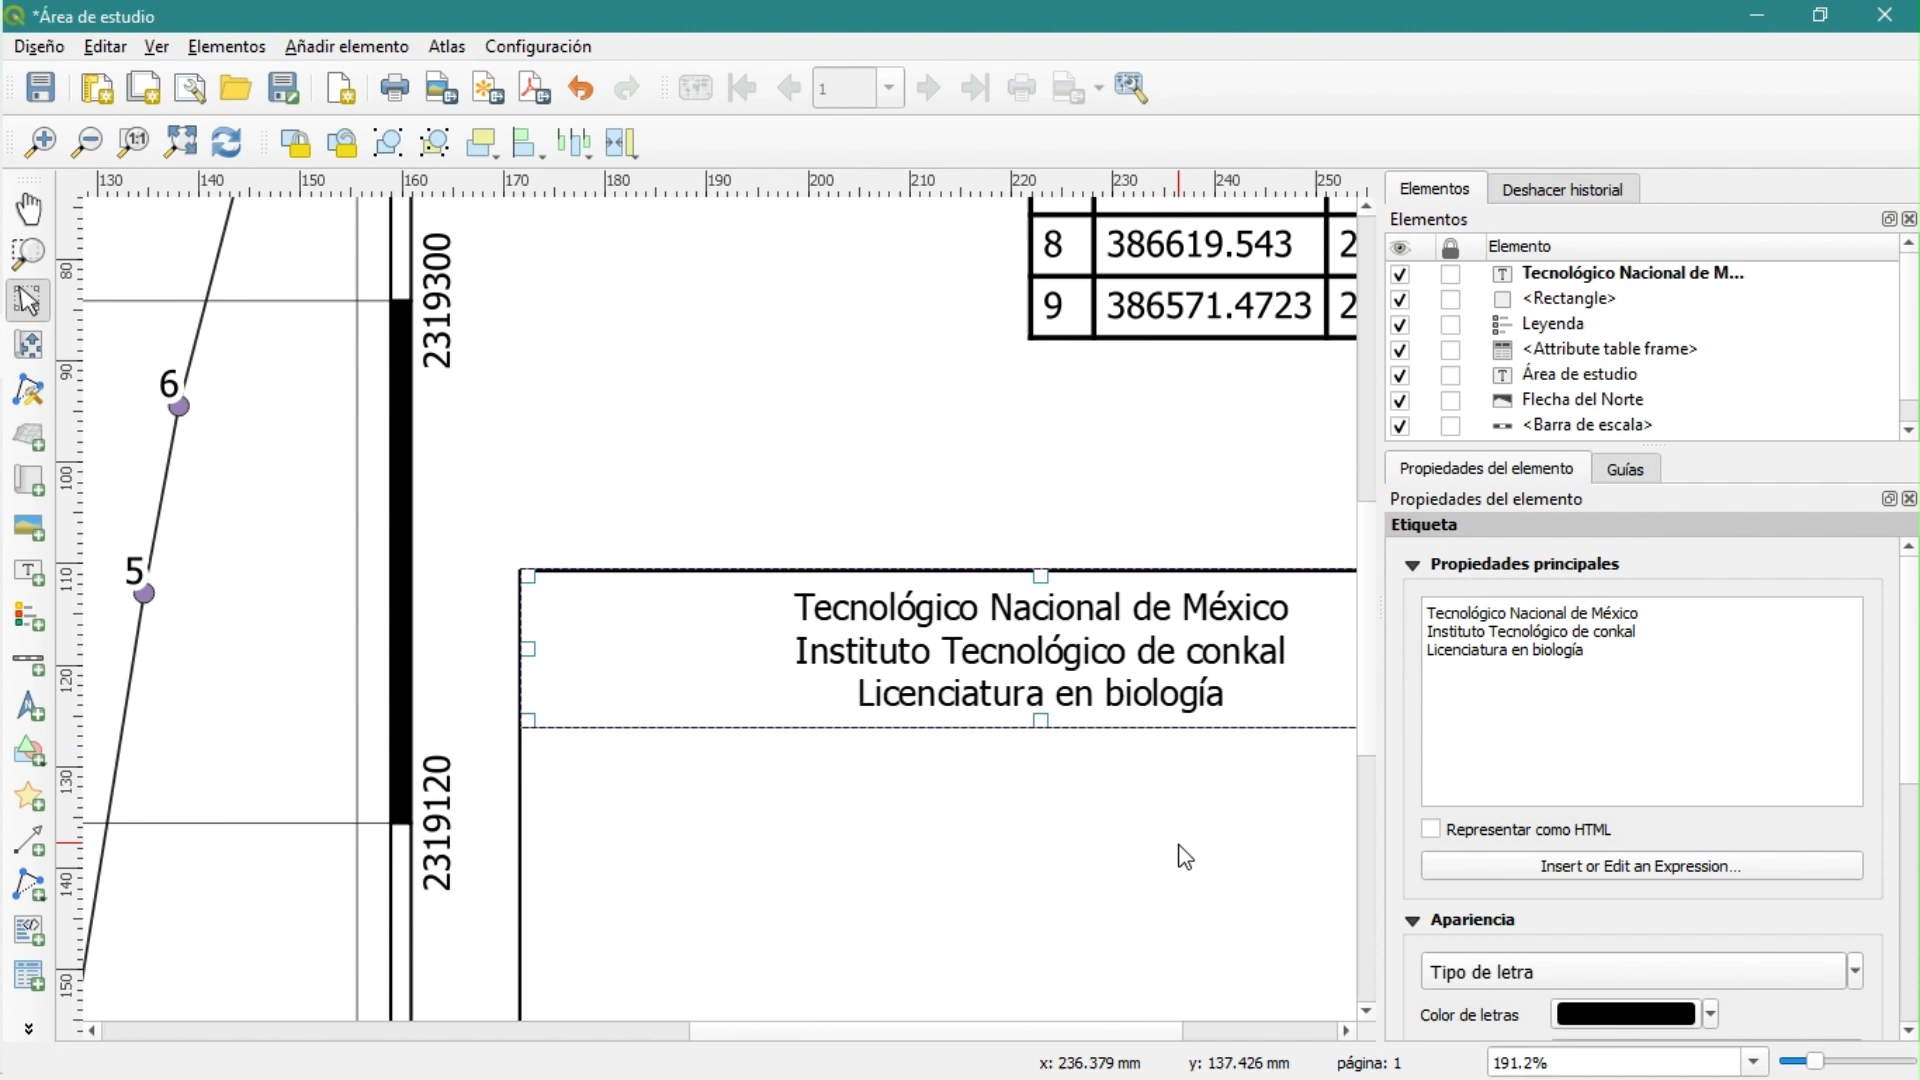 *Área de estudio
Diseño Editar Ver Elementos Añadir elemento Atlas Configuración
1
130 140 150 160 170 180 190 200 210 220 230 240 250
80
90
100
110
120
130
140
150
2319300
2319120
6
5
8 386619.543 2
9 386571.4723 2
Tecnológico Nacional de México
Instituto Tecnológico de conkal
Licenciatura en biología
Elementos Deshacer historial
Elementos
Elemento
Tecnológico Nacional de M...
<Rectangle>
Leyenda
<Attribute table frame>
Área de estudio
Flecha del Norte
<Barra de escala>
Propiedades del elemento Guías
Propiedades del elemento
Etiqueta
Propiedades principales
Tecnológico Nacional de México
Instituto Tecnológico de conkal
Licenciatura en biología
Representar como HTML
Insert or Edit an Expression...
Apariencia
Tipo de letra
Color de letras
x: 236.379 mm y: 137.426 mm página: 1 191.2%